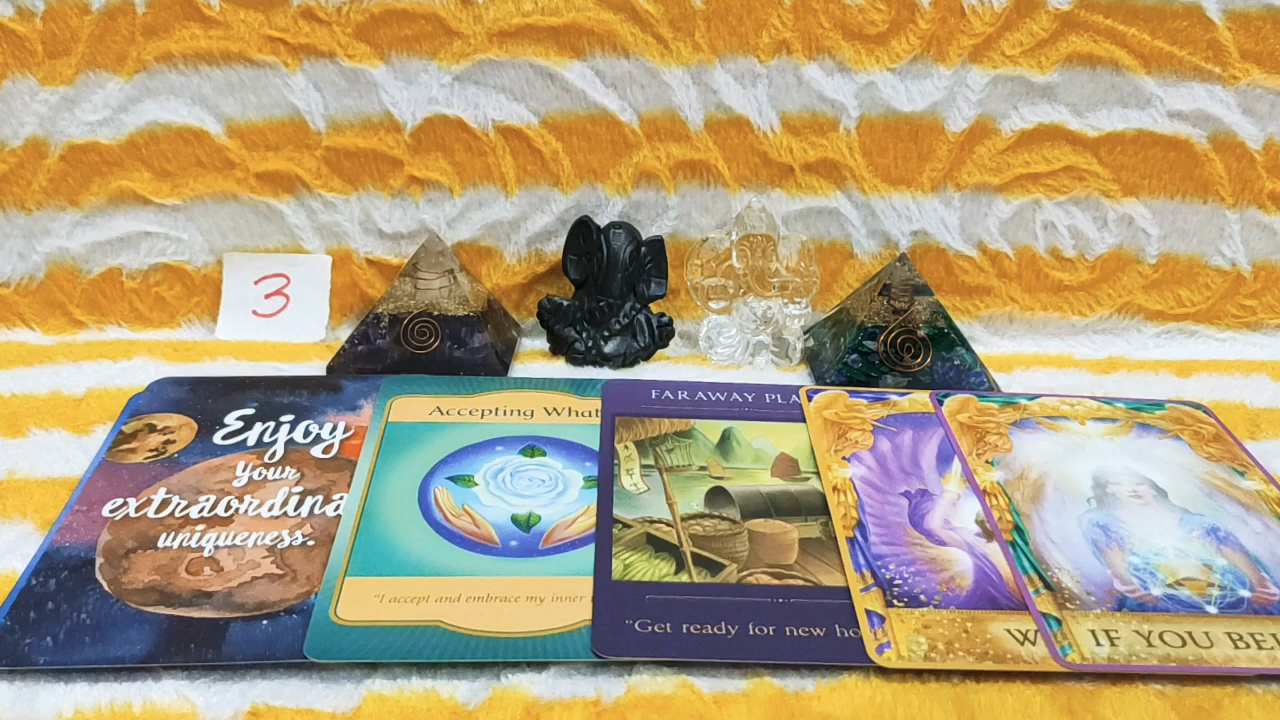 3
Enjoy
Your
extraordina
uniqueness.
Accepting What
"I accept and embrace my inner
FARAWAY PLA
"Get ready for new ho
W
IF YOU BE